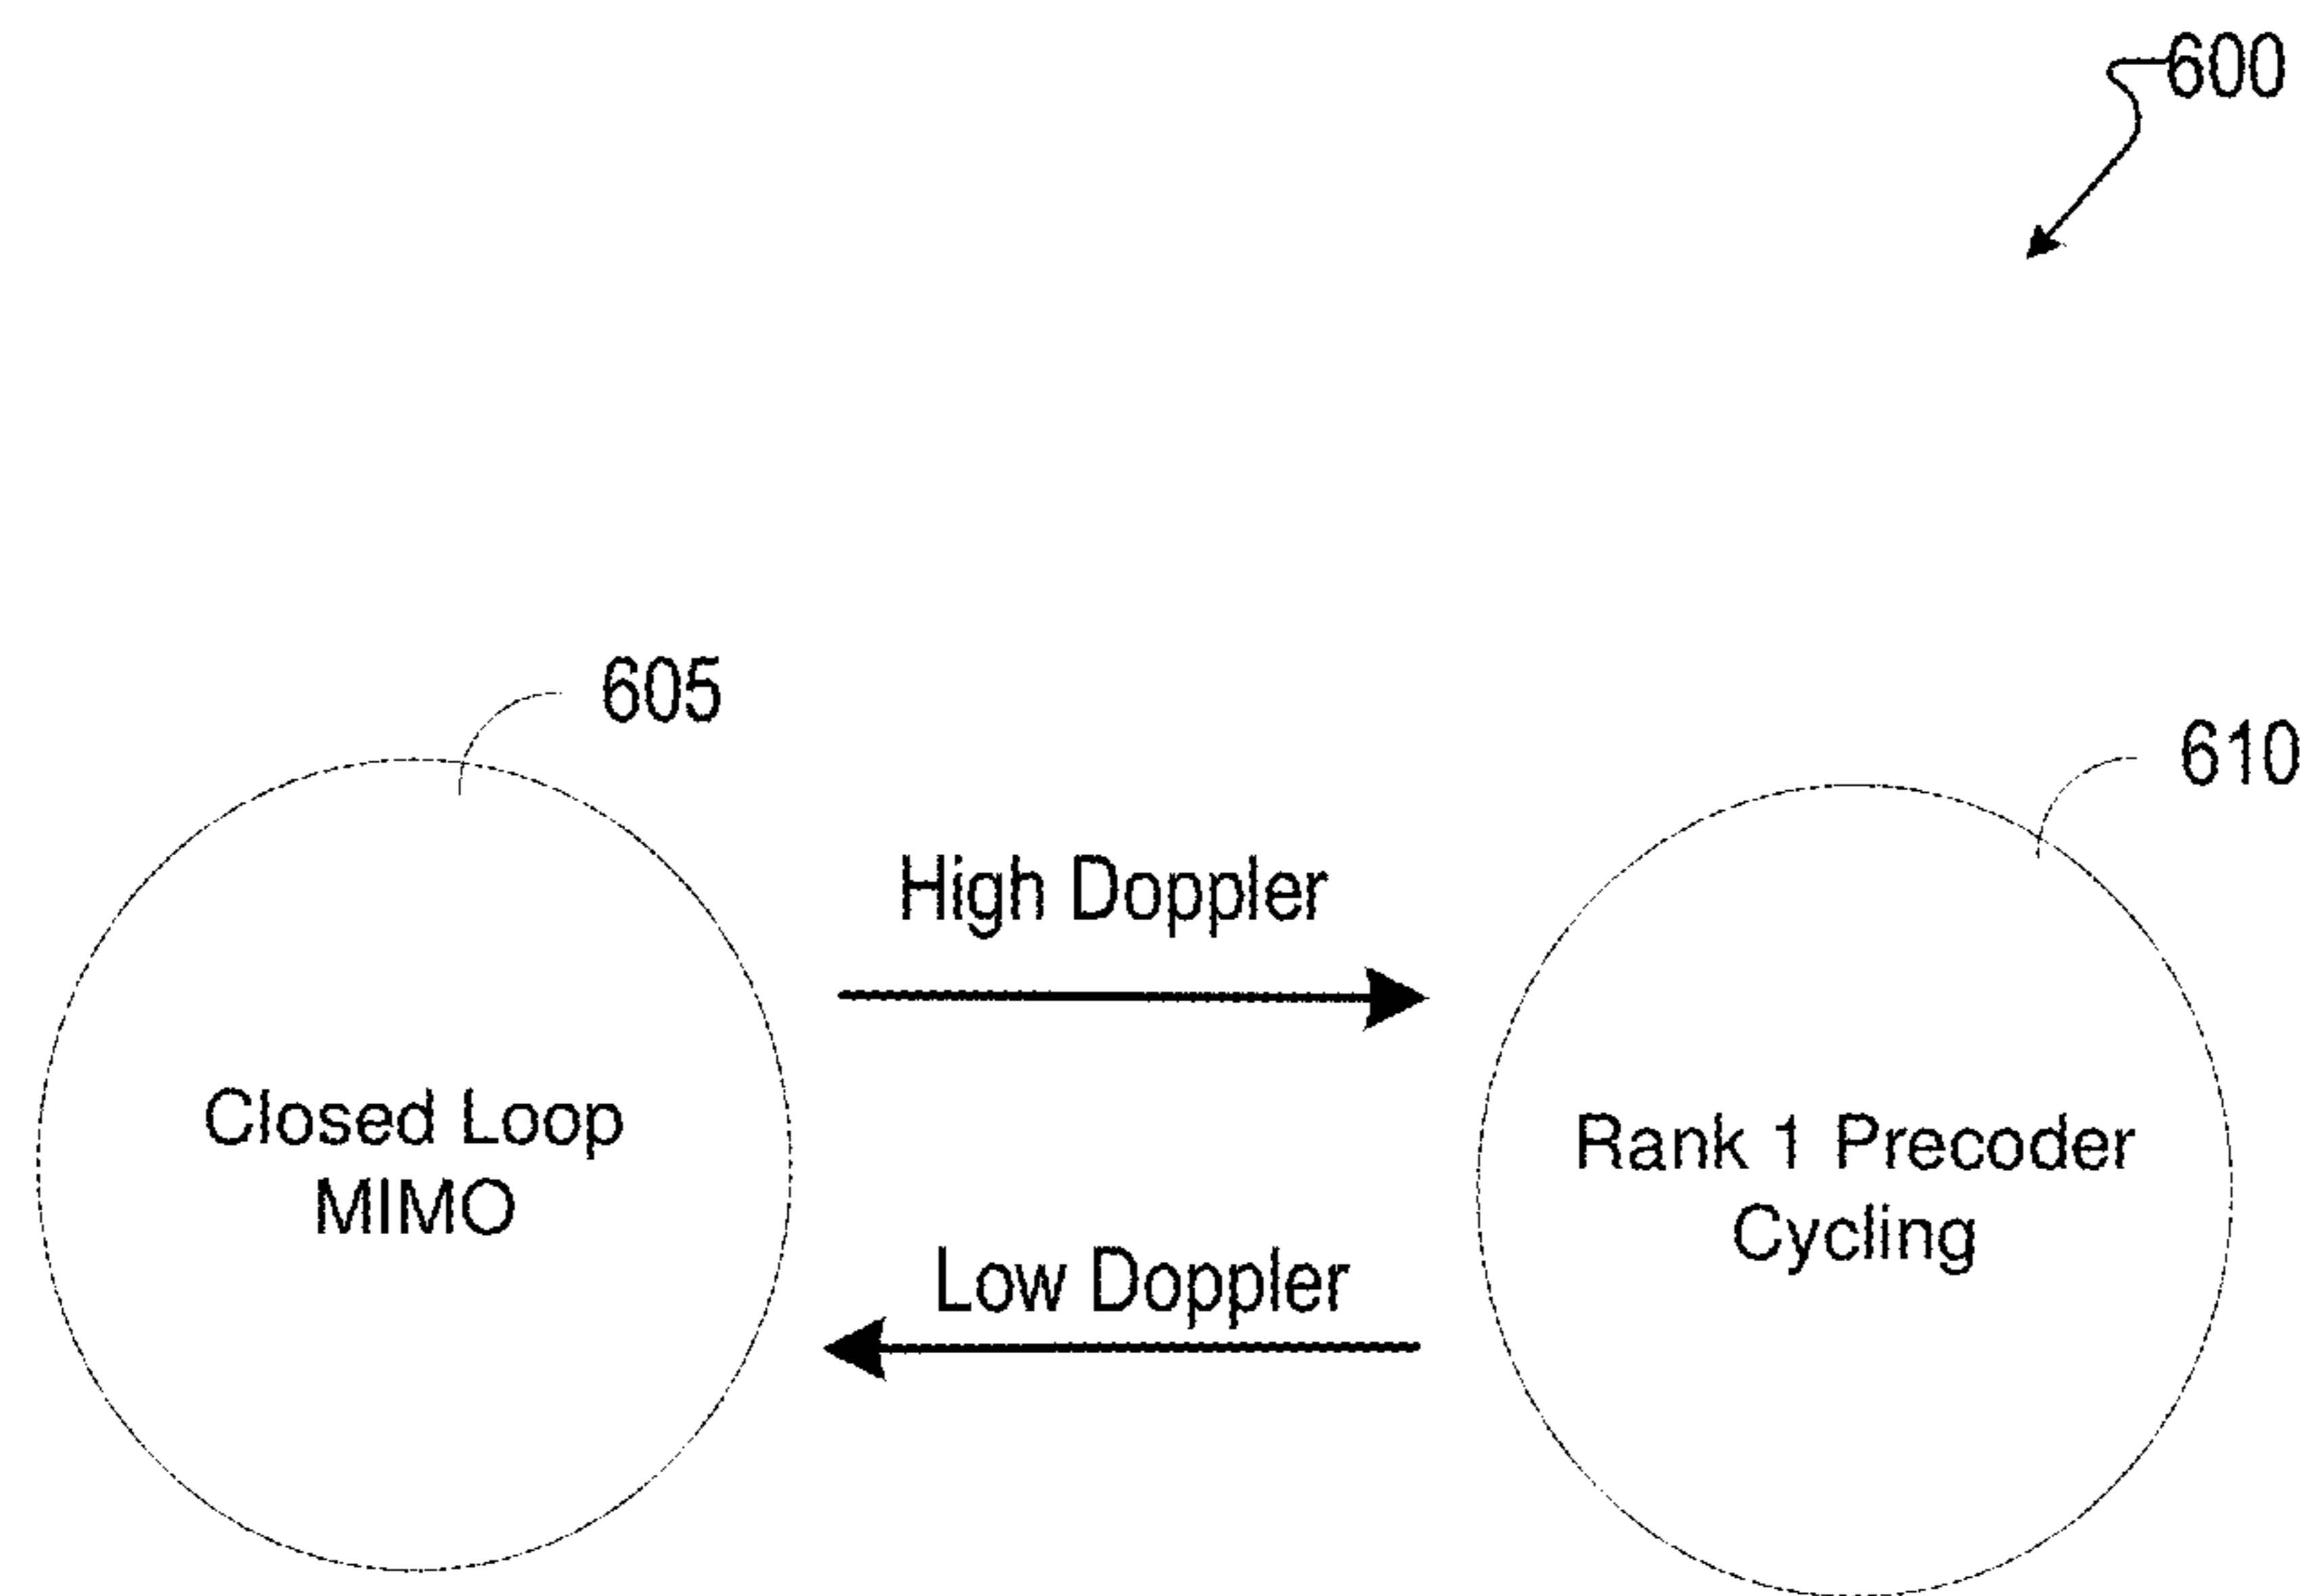 600
605
610
High Doppler
Closed Loop
MIMO
Rank 1 Precoder
Cycling
Low Doppler